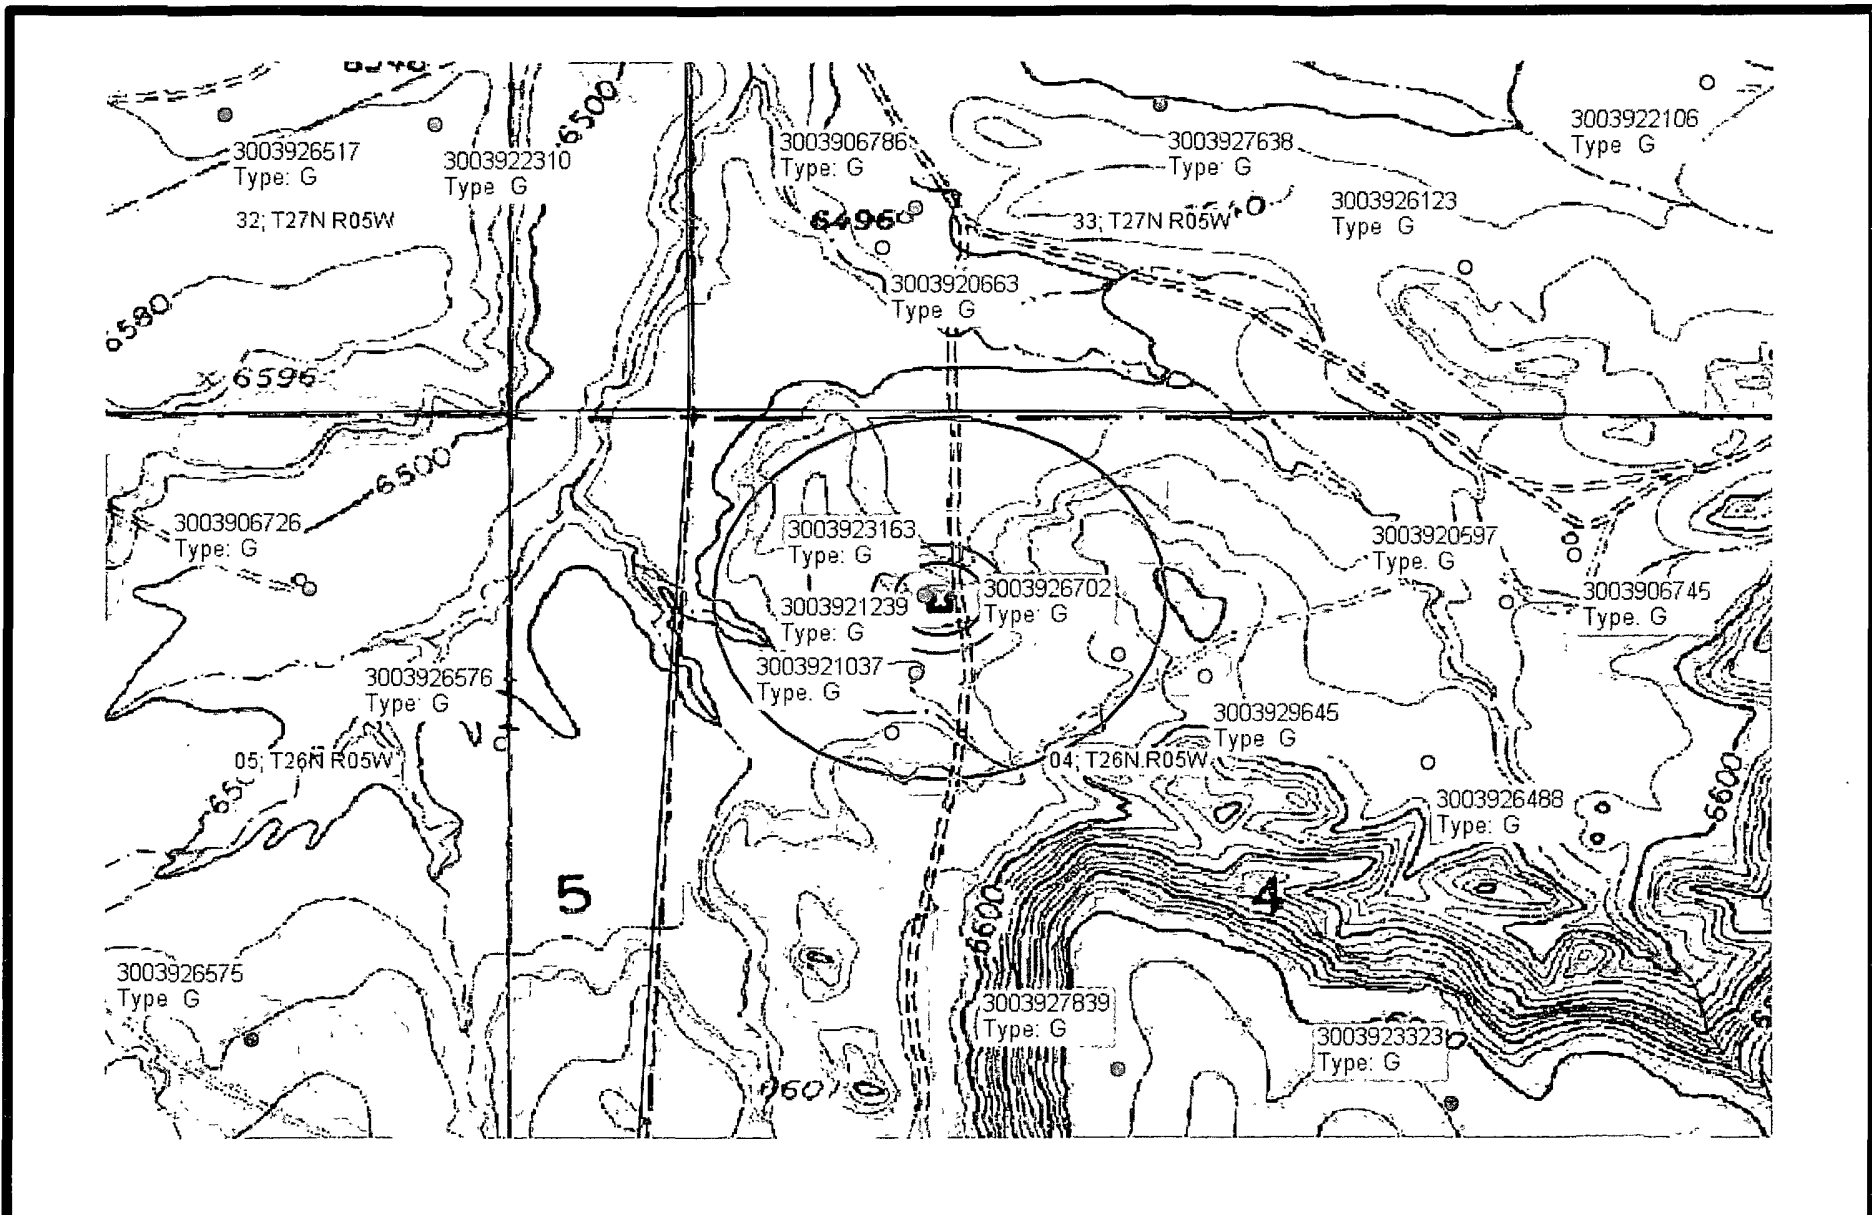 6500
3003926517
Type: G
3003922310
Type G
3003906786
Type: G
3003927638
Type: G
3003922106
Type G
32; T27N R05W
6496
33; T27N R05W
3003926123
Type G
3003920663
Type G
6580
6596
6500
3003906726
Type: G
3003923163
Type: G
3003920597
Type: G
3003926702
Type: G
3003921239
Type: G
3003906745
Type. G
3003926576
Type: G
3003921037
Type. G
3003929645
Type G
05; T26N R05W
04; T26N R05W
650
6600
3003926488
Type: G
5
4
6600
3003926575
Type G
3003927839
Type: G
3003923323
Type: G